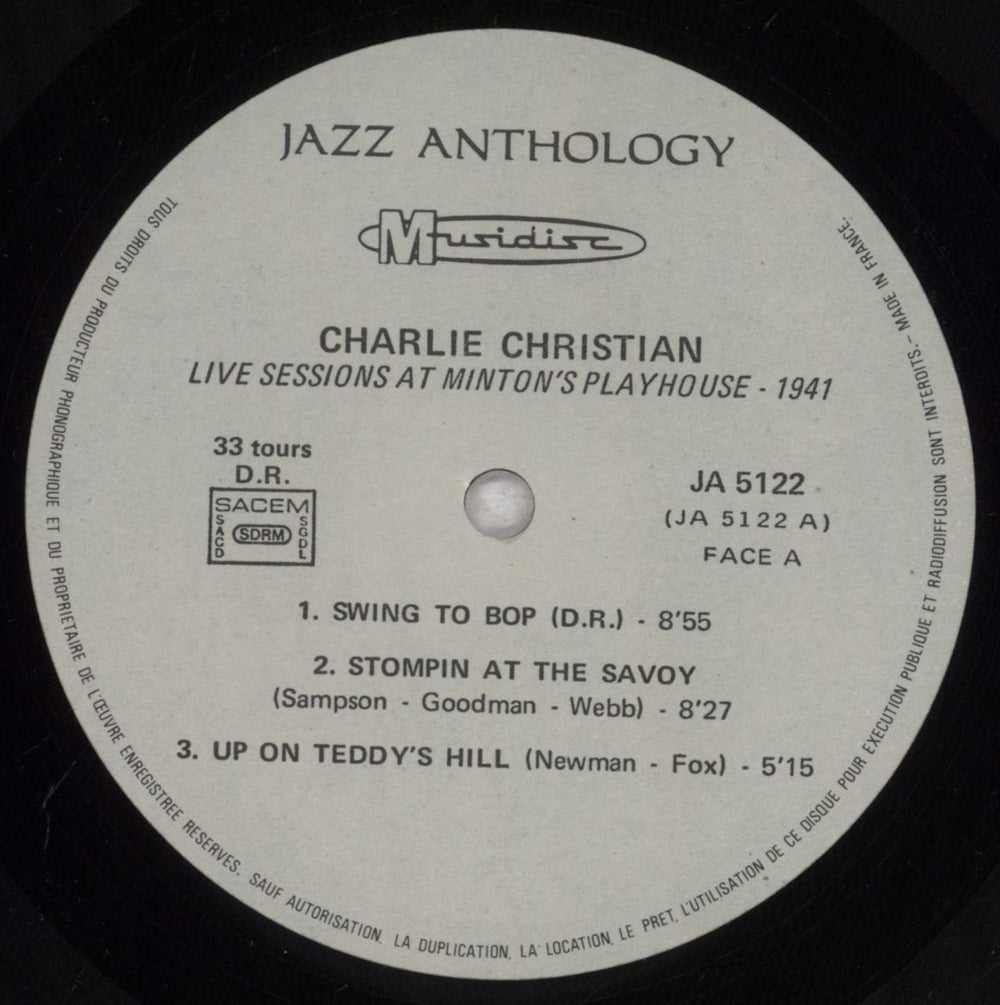 JAZZ ANTHOLOGY
Musidisc
CHARLIE CHRISTIAN
LIVE SESSIONS AT MINTON'S PLAYHOUSE - 1941
33 tours
D.R.
SACEM
SACD
SDRM
SGDL
JA 5122
(JA 5122 A)
FACE A
1. SWING TO BOP (D.R.) - 8'55
2. STOMPIN AT THE SAVOY
(Sampson - Goodman - Webb) - 8'27
3. UP ON TEDDY'S HILL (Newman - Fox) - 5'15
TOUS DROITS DU PRODUCTEUR PHONOGRAPHIQUE ET DU PROPRIETAIRE DE L'ŒUVRE ENREGISTREE RESERVES. SAUF AUTORISATION, LA DUPLICATION, LA LOCATION, LE PRET, L'UTILISATION DE CE DISQUE POUR EXECUTION PUBLIQUE ET RADIODIFFUSION SONT INTERDITS. - MADE IN FRANCE.